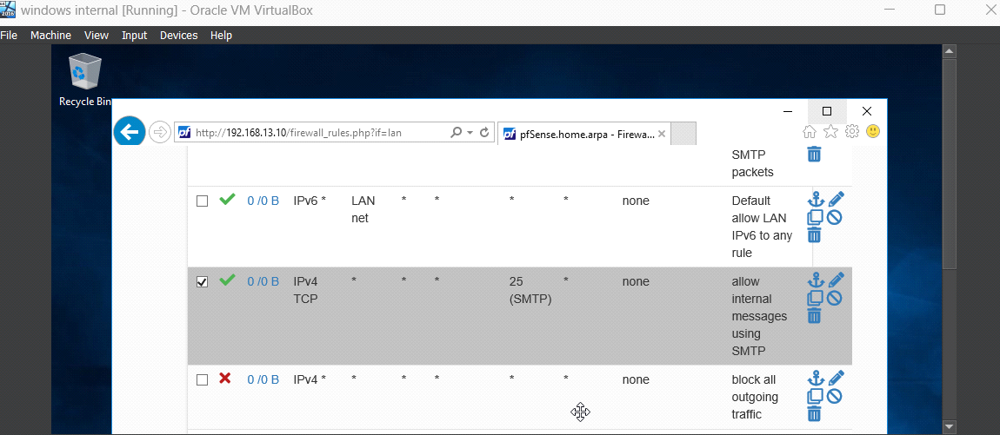 windows internal [Running] - Oracle VM VirtualBox
File Machine View Input Devices Help
Recycle Bin
http://192.168.13.10/firewall_rules.php?if=lan
pfSense.home.arpa - Firewa...
SMTP
packets
0 /0 B IPv6 * LAN * * * * none Default
net allow LAN
IPv6 to any
rule
0 /0 B IPv4 * * * 25 * none allow
TCP (SMTP) internal
messages
using
SMTP
0 /0 B IPv4 * * * * * * none block all
outgoing
traffic